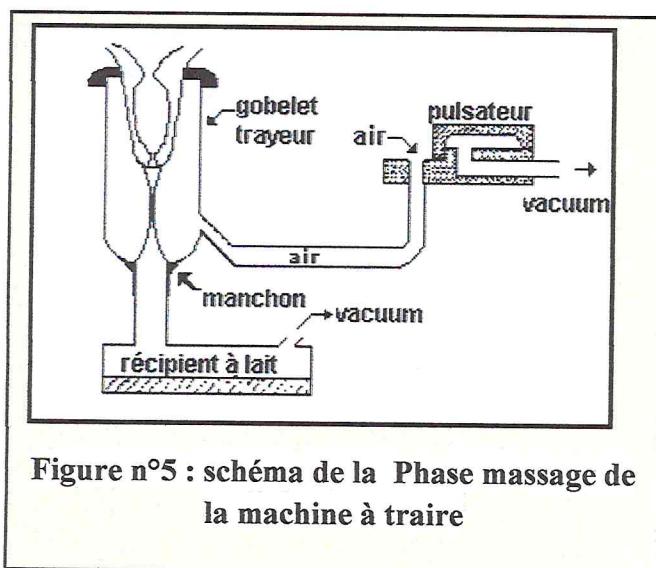 gobelet
trayeur
air
pulsateur
vacuum
air
manchon
vacuum
récipient à lait
Figure n°5 : schéma de la Phase massage de
la machine à traire